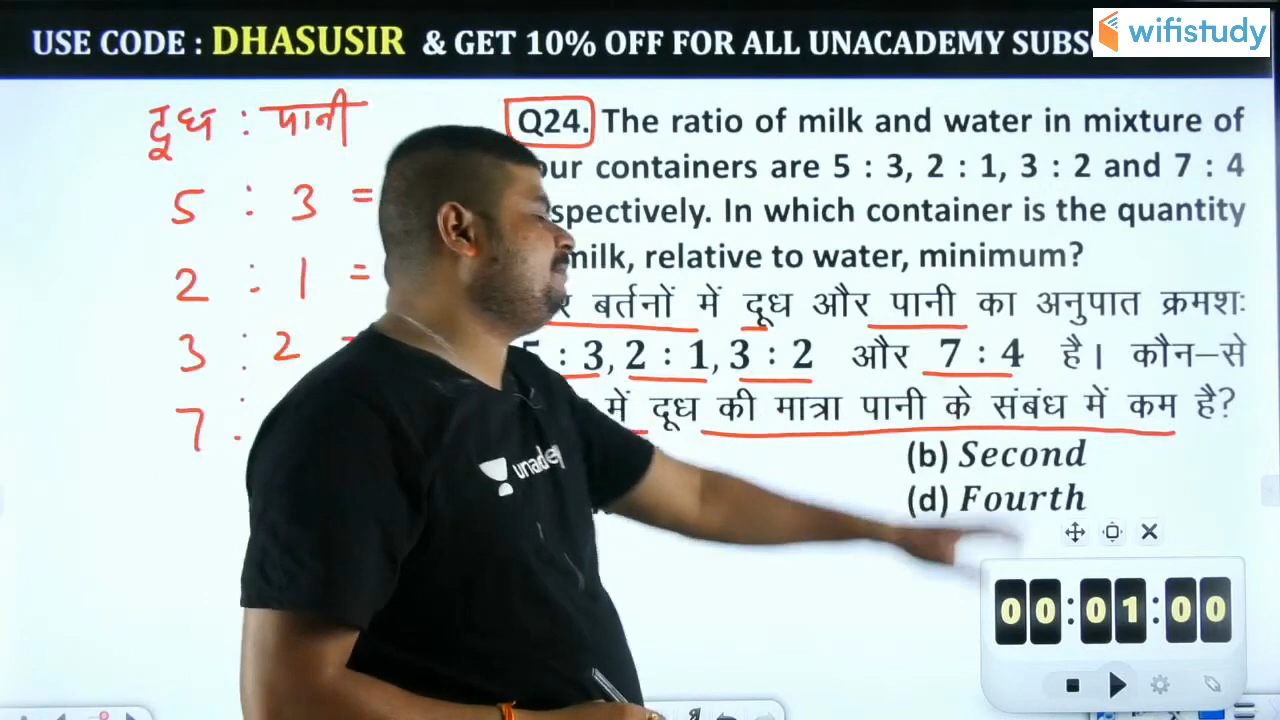 USE CODE : DHASUSIR & GET 10% OFF FOR ALL UNACADEMY
wifistudy
दूध : पानी
5 : 3 =
2 : 1 =
3 : 2
7 :
Q24. The ratio of milk and water in mixture of
containers are 5 : 3, 2 : 1, 3 : 2 and 7 : 4
In which container is the quantity
milk, relative to water, minimum?
बर्तनों में दूध और पानी का अनुपात क्रमशः
5 : 3, 2 : 1, 3 : 2 और 7 : 4 है। कौन–से
में दूध की मात्रा पानी के संबंध में कम है?
(b) Second
(d) Fourth
00:01:00